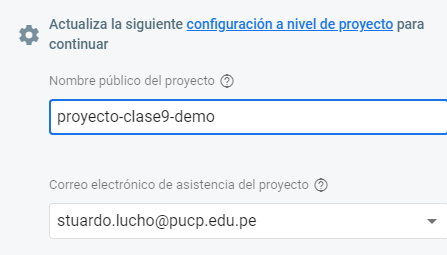 Actualiza la siguiente configuración a nivel de proyecto para
continuar
Nombre público del proyecto
proyecto-clase9-demo
Correo electrónico de asistencia del proyecto
stuardo.lucho@pucp.edu.pe